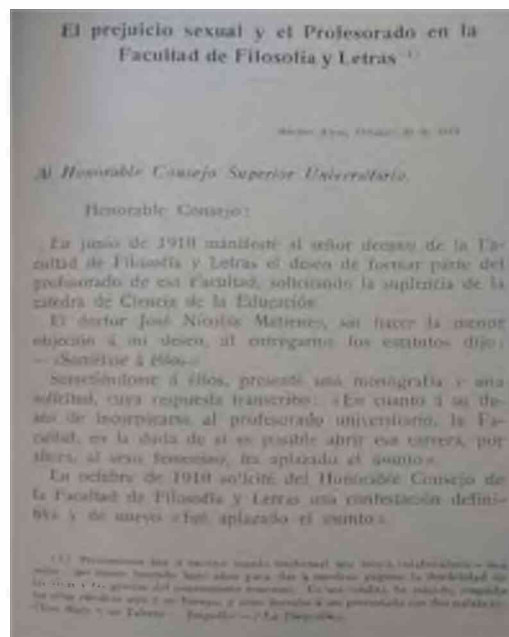 El prejuicio sexual y el Profesorado en la
Facultad de Filosofía y Letras (1)
Buenos Aires, Octubre
Al Honorable Consejo Superior Universitario.
Honorable Consejo:
En junio de 1910 manifesté al señor decano de la Fa-
cultad de Filosofía y Letras el deseo de formar parte del
profesorado de esa Facultad, solicitando la suplencia de la
cátedra de Ciencia de la Educación.
El doctor José Nicolás Matienzo, sin hacer la menor
objeción á mi deseo, al entregarme los estatutos dijo:
— «Sométase á éllos».
Sometiéndome á éllos, presenté una monografía y una
solicitud, cuya respuesta transcribo: «En cuanto á su de-
seo de incorporarse al profesorado universitario, la Fa-
cultad, en la duda de si es posible abrir esa carrera, por
ahora, al sexo femenino, ha aplazado el asunto».
En octubre de 1910 solicité del Honorable Consejo de
la Facultad de Filosofía y Letras una contestación defini-
tiva y de nuevo «fué aplazado el asunto».